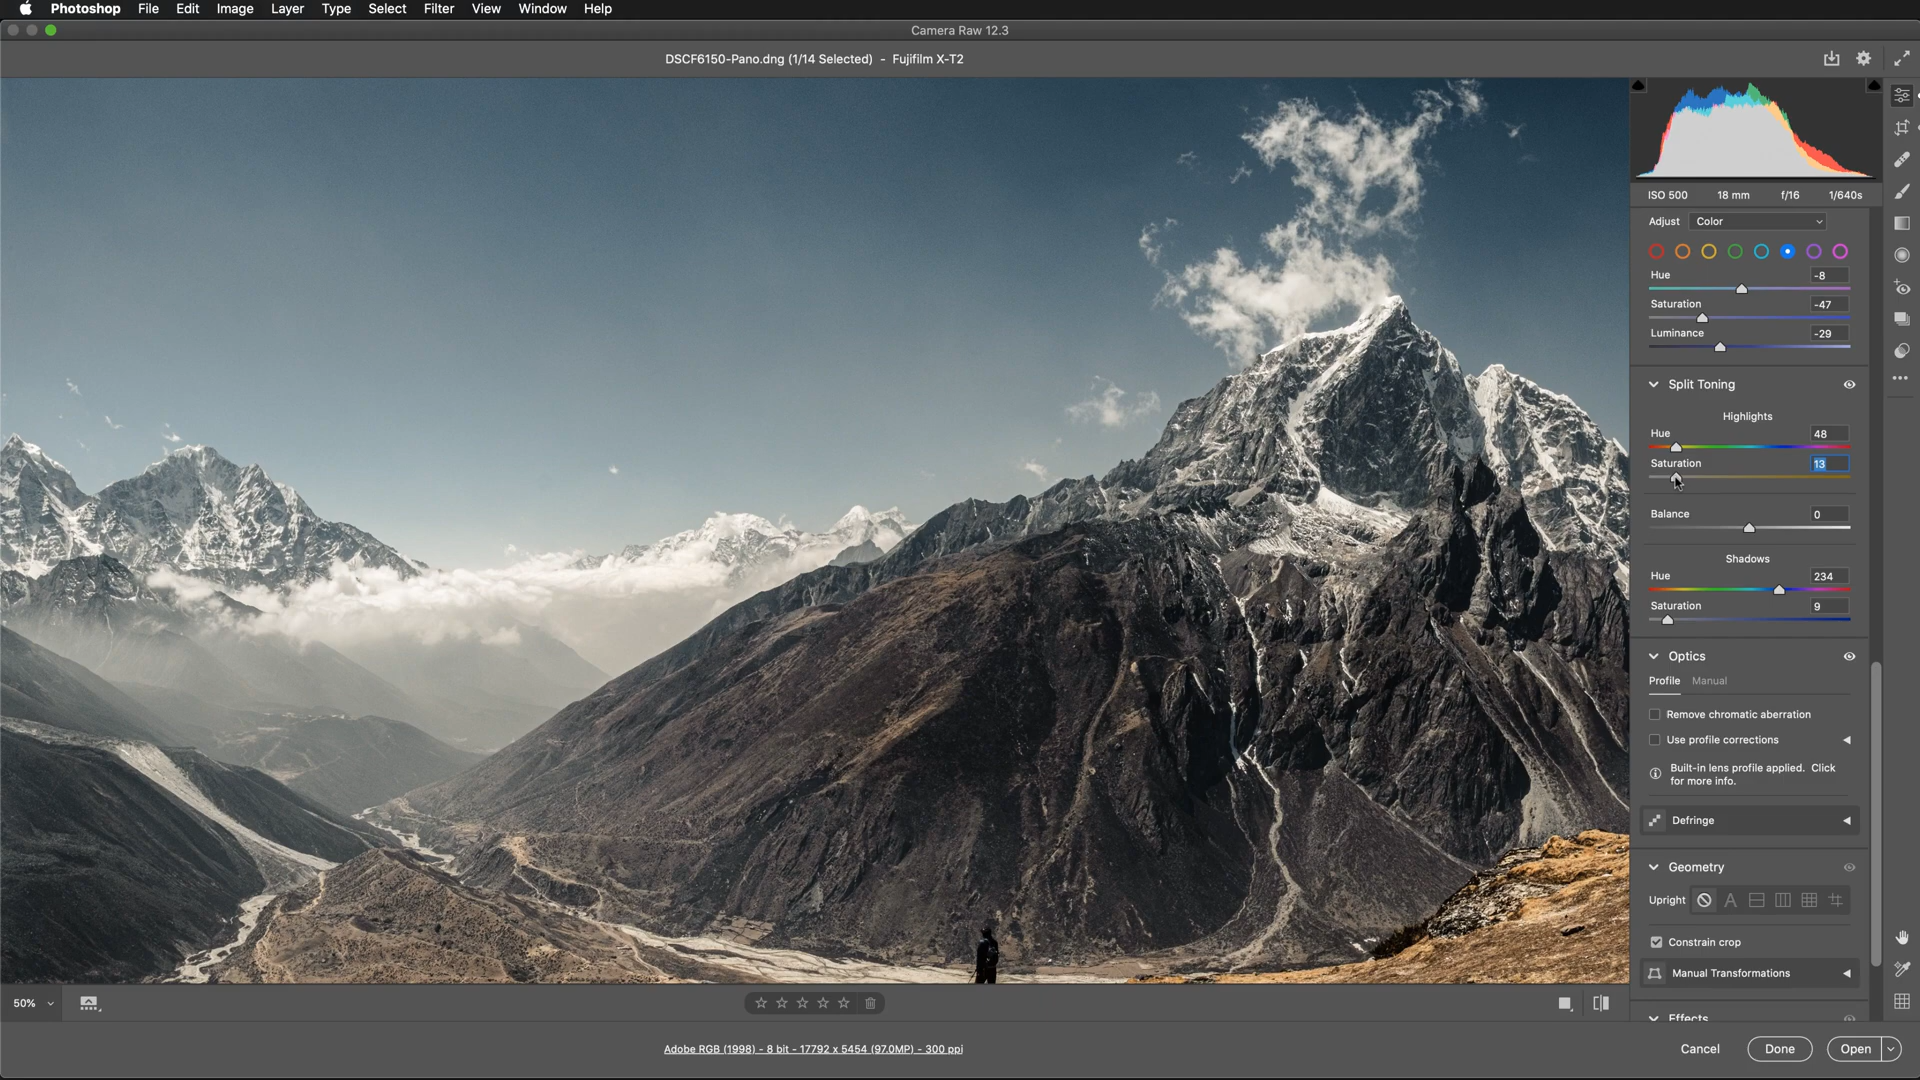 Photoshop File Edit Image Layer Type Select Filter View Window Help
Camera Raw 12.3
DSCF6150-Pano.dng (1/14 Selected) - Fujifilm X-T2
ISO 500 18 mm f/16 1/640s
Adjust Color
Hue -8
Saturation -47
Luminance -29
Split Toning
Highlights
Hue 48
Saturation 13
Balance 0
Shadows
Hue 234
Saturation 9
Optics
Profile Manual
Remove chromatic aberration
Use profile corrections
Built-in lens profile applied. Click
for more info.
Defringe
Geometry
Upright A
Constrain crop
Manual Transformations
Effects
50%
Adobe RGB (1998) - 8 bit - 17792 x 5454 (97.0MP) - 300 ppi
Cancel Done Open